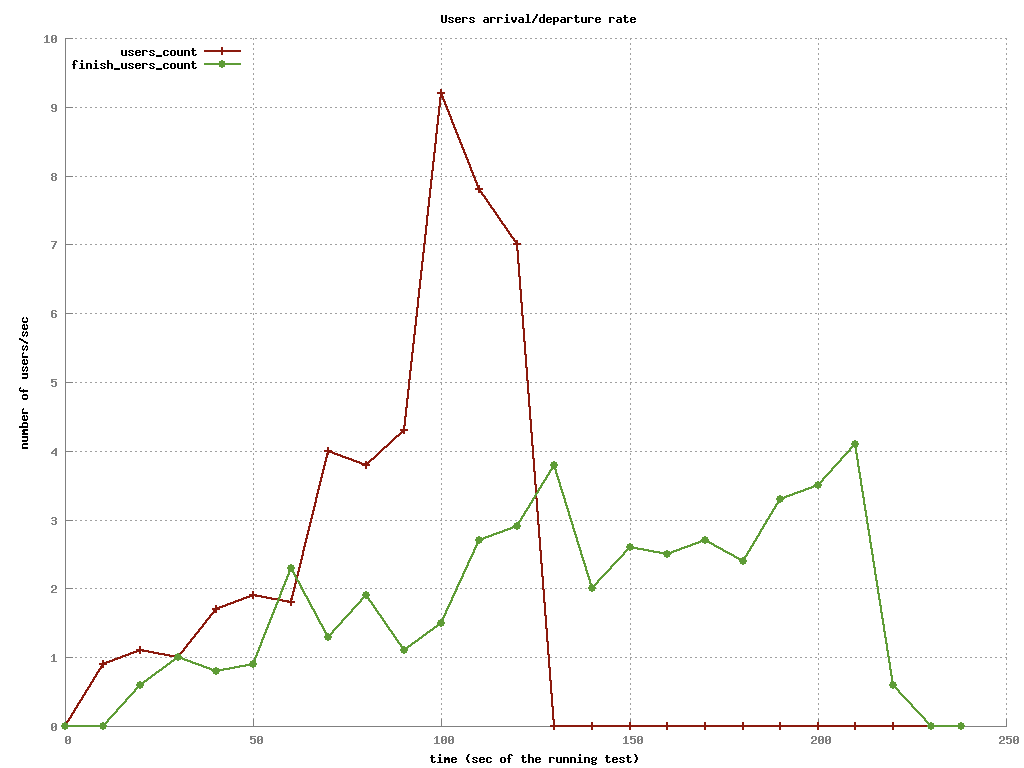 Users arrival/departure rate
users_count
finish_users_count
10
9
8
7
6
5
4
3
2
1
0
number of users/sec
0 50 100 150 200 250
time (sec of the running test)